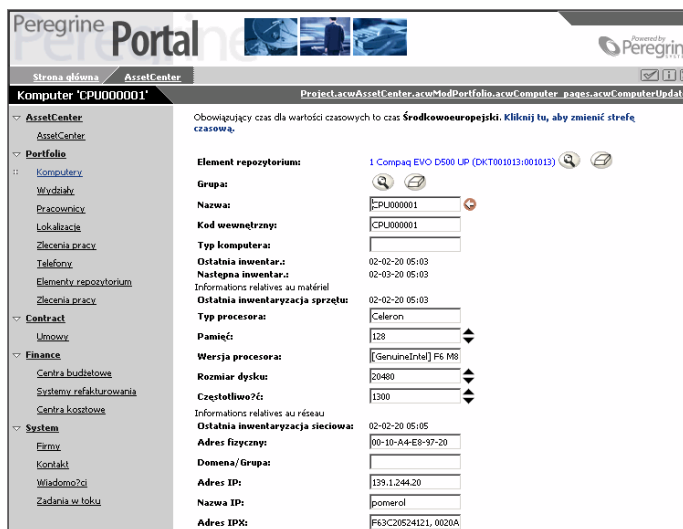 Peregrine Portal
Powered by
Peregrin
Strona główna AssetCenter
Komputer 'CPU000001' Project.acwAssetCenter.acwModPortfolio.acwComputer_pages.acwComputerUpdat
AssetCenter
AssetCenter
Portfolio
Komputery
Wydziały
Pracownicy
Lokalizacje
Zlecenia pracy
Telefony
Elementy repozytorium
Zlecenia pracy
Contract
Umowy
Finance
Centra budżetowe
Systemy refakturowania
Centra kosztowe
System
Firmy
Kontakt
Wiadomo?ci
Zadania w toku
Obowiązujący czas dla wartości czasowych to czas Środkowoeuropejski. Kliknij tu, aby zmienić strefę
czasową.
Element repozytorium: 1 Compaq EVO D500 UP (DKT001013:001013)
Grupa:
Nazwa: CPU000001
Kod wewnętrzny: CPU000001
Typ komputera:
Ostatnia inwentar.: 02-02-20 05:03
Następna inwentar.: 02-03-20 05:03
Informations relatives au matériel
Ostatnia inwentaryzacja sprzętu: 02-02-20 05:03
Typ procesora: Celeron
Pamięć: 128
Wersja procesora: [GenuineIntel] F6 M8
Rozmiar dysku: 20480
Częstotliwo?ć: 1300
Informations relatives au réseau
Ostatnia inwentaryzacja sieciowa: 02-02-20 05:05
Adres fizyczny: 00-10-A4-E8-97-20
Domena/Grupa:
Adres IP: 139.1.244.20
Nazwa IP: pomerol
Adres IPX: F63C20524121, 0020A